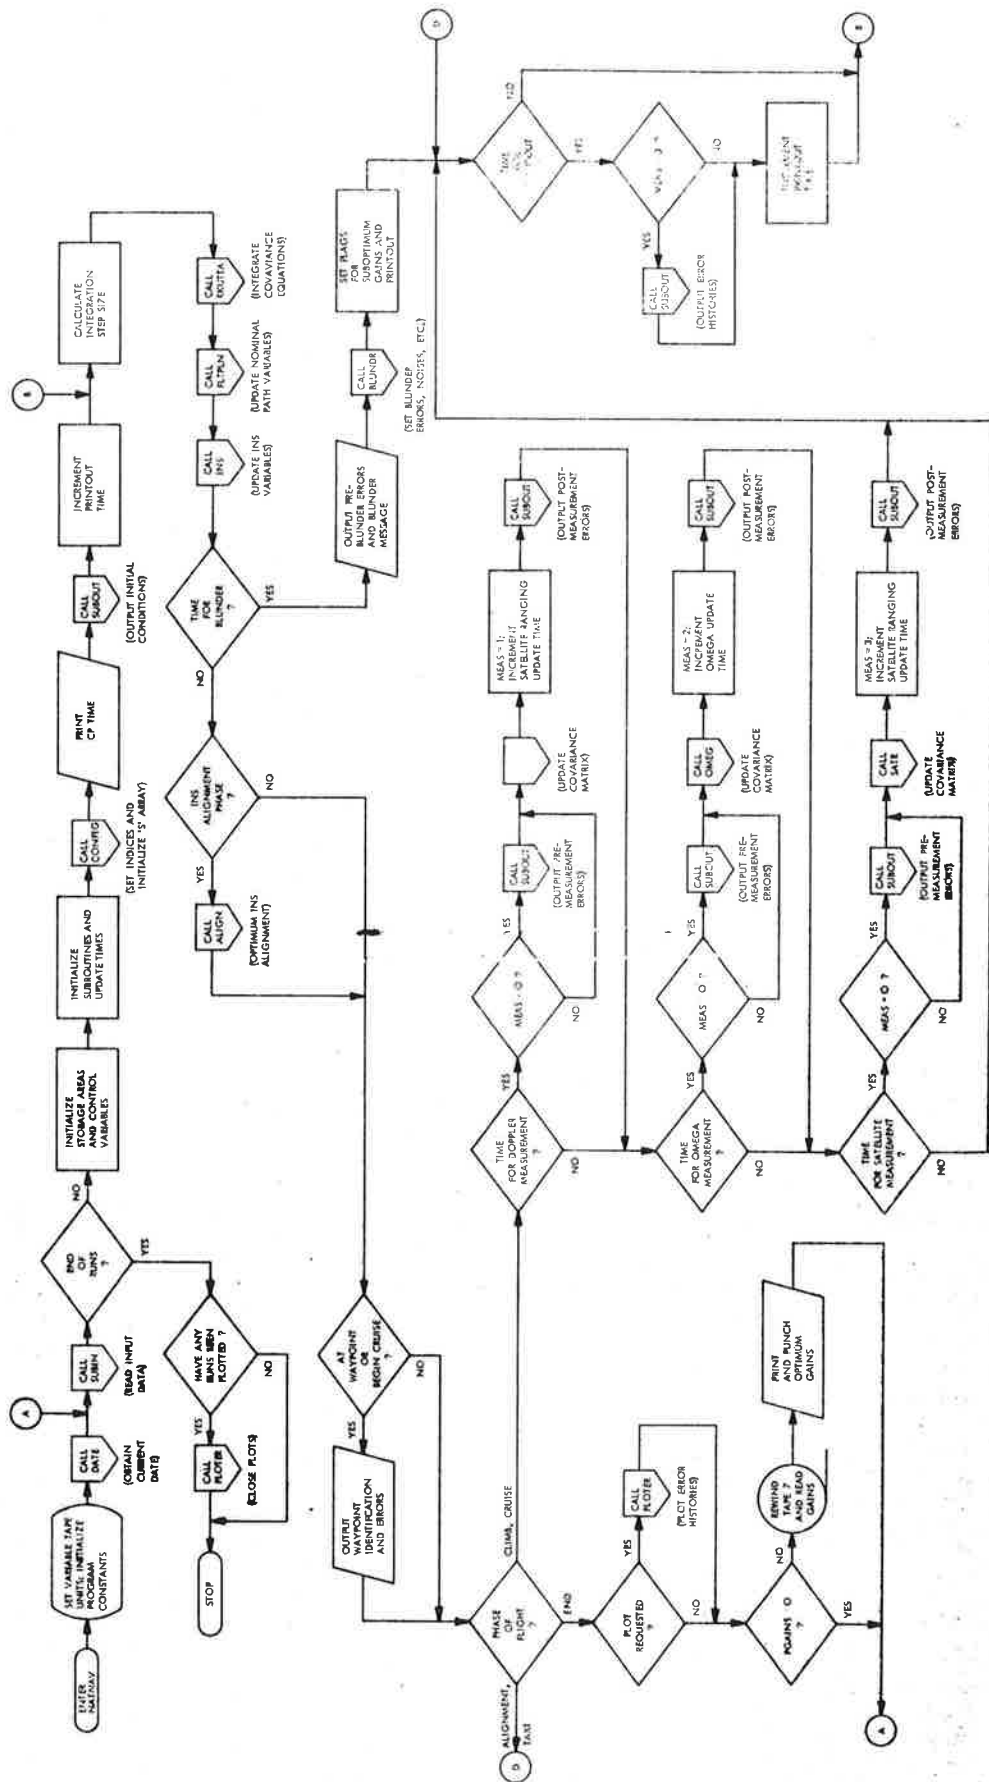 ENTER
NATNAV
SET VARIABLE TAPE
UNITS; INITIALIZE
PROGRAM
CONSTANTS
CALL
DATE
(OBTAIN
CURRENT
DATE)
A
CALL
SUBIN
(READ INPUT
DATA)
END
OF
RUNS
?
NO
YES
INITIALIZE
STORAGE AREAS
AND CONTROL
VARIABLES
INITIALIZE
SUBROUTINES AND
UPDATE TIMES
CALL
CONFIG
(SET INDICES AND
INITIALIZE 'S' ARRAY)
PRINT
CP TIME
CALL
SUBOUT
(OUTPUT INITIAL
CONDITIONS)
INCREMENT
PRINTOUT
TIME
B
CALCULATE
INTEGRATION
STEP SIZE
HAVE ANY
RUNS BEEN
PLOTTED ?
YES
NO
CALL
PLOTER
(CLOSE PLOTS)
STOP
CALL
(INTEGRATE
COVARIANCE
EQUATIONS)
CALL
FLTPLN
(UPDATE NOMINAL
PATH VARIABLES)
CALL
INS
(UPDATE INS
VARIABLES)
TIME
FOR
BLUNDER
?
YES
NO
INS
ALIGNMENT
PHASE
?
NO
YES
CALL
ALIGN
(OPTIMUM INS
ALIGNMENT)
OUTPUT PRE-
BLUNDER ERRORS
AND BLUNDER
MESSAGE
CALL
BLUNDR
(SET BLUNDER
ERRORS, NOISES, ETC.)
SET FLAGS
FOR
SUBOPTIMUM
GAINS AND
PRINTOUT
AT
WAYPOINT
OR
BEGIN CRUISE
?
NO
YES
OUTPUT
WAYPOINT
IDENTIFICATION
AND ERRORS
PHASE
OF
FLIGHT
?
ALIGNMENT,
TAXI
D
CLIMB, CRUISE
END
TIME
FOR DOPPLER
MEASUREMENT
?
YES
NO
MEAS = 0 ?
YES
NO
CALL
SUBOUT
(OUTPUT PRE-
MEASUREMENT
ERRORS)
(UPDATE
COVARIANCE
MATRIX)
MEAS = 1;
INCREMENT
SATELLITE RANGING
UPDATE TIME
CALL
SUBOUT
(OUTPUT POST-
MEASUREMENT
ERRORS)
TIME
FOR OMEGA
MEASUREMENT
?
YES
NO
MEAS 0 ?
YES
NO
CALL
SUBOUT
(OUTPUT PRE-
MEASUREMENT
ERRORS)
CALL
OMEG
(UPDATE
COVARIANCE
MATRIX)
MEAS = 2;
INCREMENT
OMEGA UPDATE
TIME
CALL
SUBOUT
(OUTPUT POST-
MEASUREMENT
ERRORS)
TIME
FOR SATELLITE
MEASUREMENT
?
YES
NO
MEAS = 0 ?
YES
NO
CALL
SUBOUT
(OUTPUT PRE-
MEASUREMENT
ERRORS)
CALL
SATR
(UPDATE
COVARIANCE
MATRIX)
MEAS = 3;
INCREMENT
SATELLITE RANGING
UPDATE TIME
CALL
SUBOUT
(OUTPUT POST-
MEASUREMENT
ERRORS)
D
TIME
NO
YES
MEAS
YES
NO
CALL
SUBOUT
(OUTPUT ERROR
HISTORIES)
INCREMENT
PRINTOUT
TIME
B
PLOT
REQUESTED
?
YES
NO
CALL
PLOTER
(PLOT ERROR
HISTORIES)
PGAINS 0
?
NO
YES
REWIND
TAPE 7
AND READ
GAINS
PRINT
AND PUNCH
OPTIMUM
GAINS
A